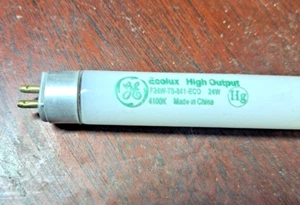 GE
Ecolux High Output
F24W-T5-841-ECO 24W
4100K Made in China
Hg